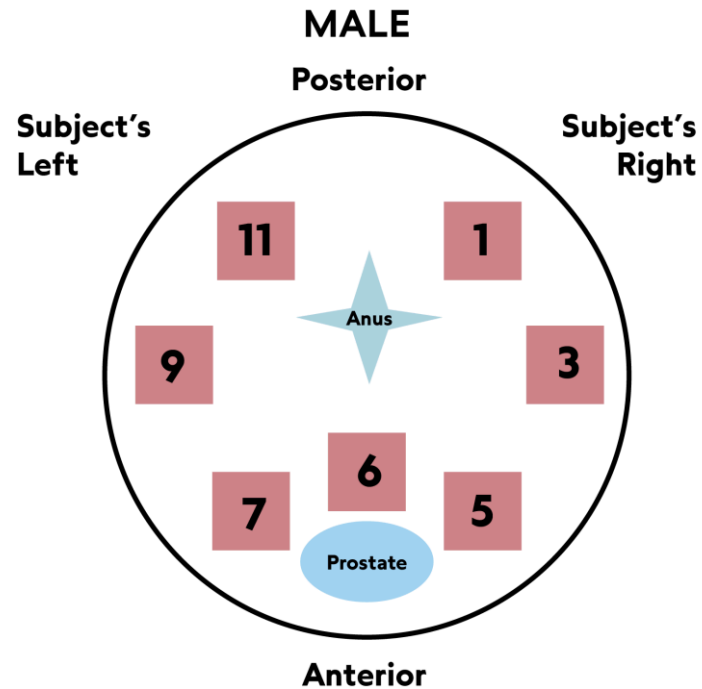 MALE
Posterior
Subject's
Left
Subject's
Right
11
1
Anus
9
3
6
7
5
Prostate
Anterior